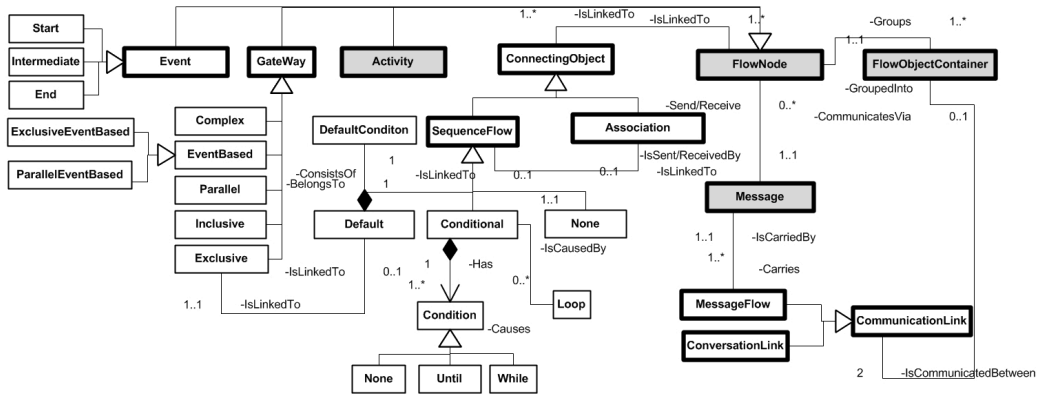 1..*
-IsLinkedTo
-IsLinkedTo
1..*
-Groups
1..*
Start
Intermediate
End
Event
GateWay
Activity
ConnectingObject
FlowNode
1..1
FlowObjectContainer
-GroupedInto
-Send/Receive
0..*
-CommunicatesVia
0..1
Complex
ExclusiveEventBased
EventBased
ParallelEventBased
Parallel
Inclusive
Exclusive
DefaultConditon
SequenceFlow
Association
1
-IsSent/ReceivedBy
1..1
-ConsistsOf
-BelongsTo
1
-IsLinkedTo
0..1
0..1
-IsLinkedTo
Message
1..1
Default
Conditional
None
1..1
-IsCarriedBy
-IsCausedBy
-IsLinkedTo
0..1
1
-Has
1..*
-Carries
0..*
1..*
1..1
-IsLinkedTo
Condition
Loop
MessageFlow
CommunicationLink
-Causes
ConversationLink
None
Until
While
2
-IsCommunicatedBetween